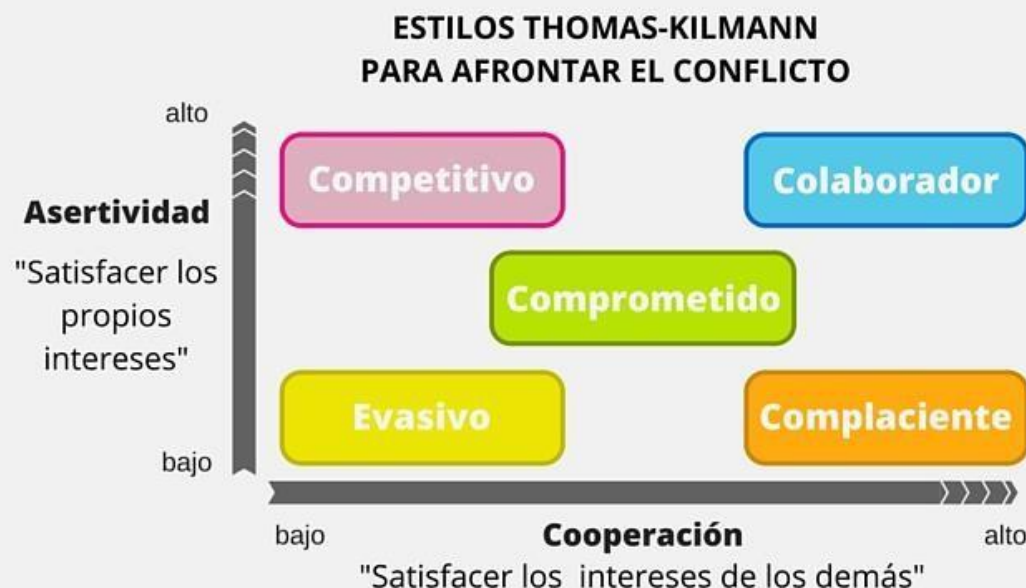 ESTILOS THOMAS-KILMANN
PARA AFRONTAR EL CONFLICTO
alto
Competitivo
Colaborador
Asertividad
"Satisfacer los
propios
intereses"
Comprometido
Evasivo
Complaciente
bajo
bajo
Cooperación
alto
"Satisfacer los intereses de los demás"